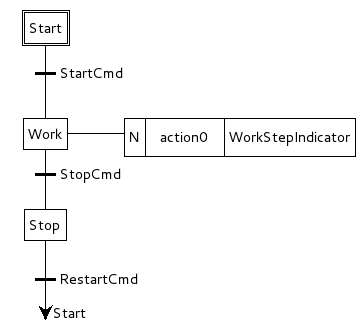 Start
StartCmd
Work N action0 WorkStepIndicator
StopCmd
Stop
RestartCmd
Start